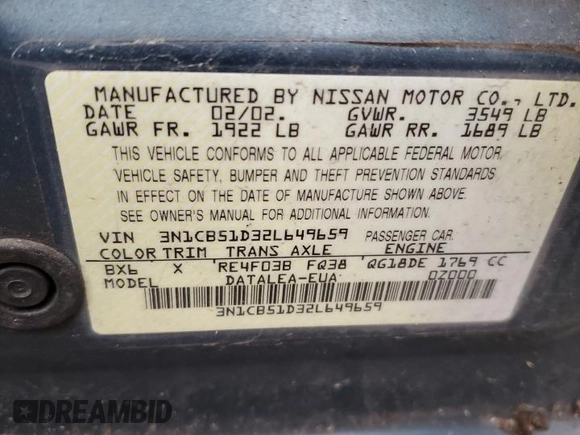 MANUFACTURED BY NISSAN MOTOR CO., LTD.
DATE 02/02. GVWR. 3549 LB
GAWR FR. 1922 LB GAWR RR. 1689 LB
THIS VEHICLE CONFORMS TO ALL APPLICABLE FEDERAL MOTOR
VEHICLE SAFETY, BUMPER AND THEFT PREVENTION STANDARDS
IN EFFECT ON THE DATE OF MANUFACTURE SHOWN ABOVE.
SEE OWNER'S MANUAL FOR ADDITIONAL INFORMATION.
VIN 3N1CB51D32L649659 PASSENGER CAR
COLOR TRIM TRANS AXLE ENGINE
BX6 X RE4F03B FQ38 QG18DE 1769 CC
MODEL DATALEA-EUA 0Z000
3N1CB51D32L649659
DREAMBID